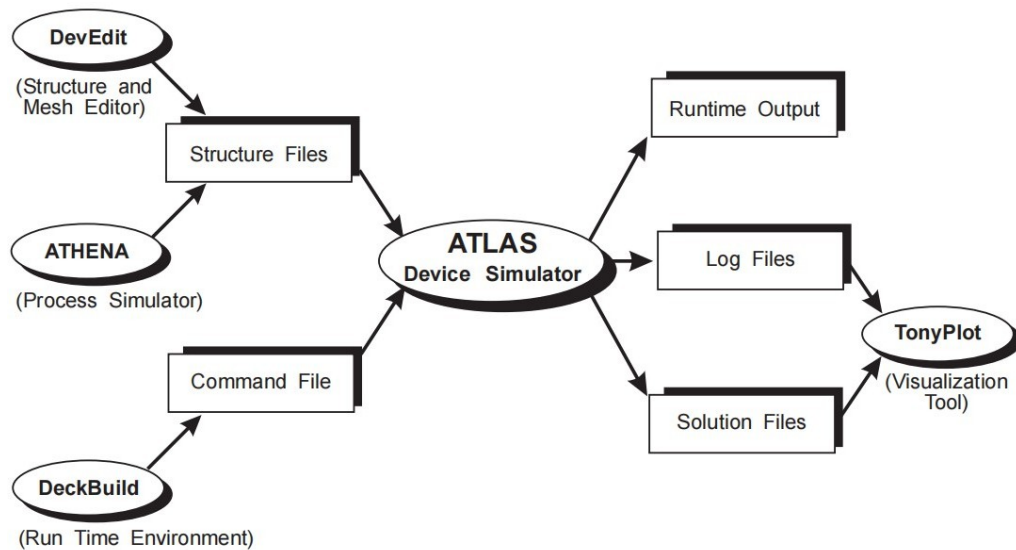 DevEdit
(Structure and
Mesh Editor)
Structure Files
ATHENA
(Process Simulator)
Command File
DeckBuild
(Run Time Environment)
ATLAS
Device Simulator
Runtime Output
Log Files
Solution Files
TonyPlot
(Visualization
Tool)